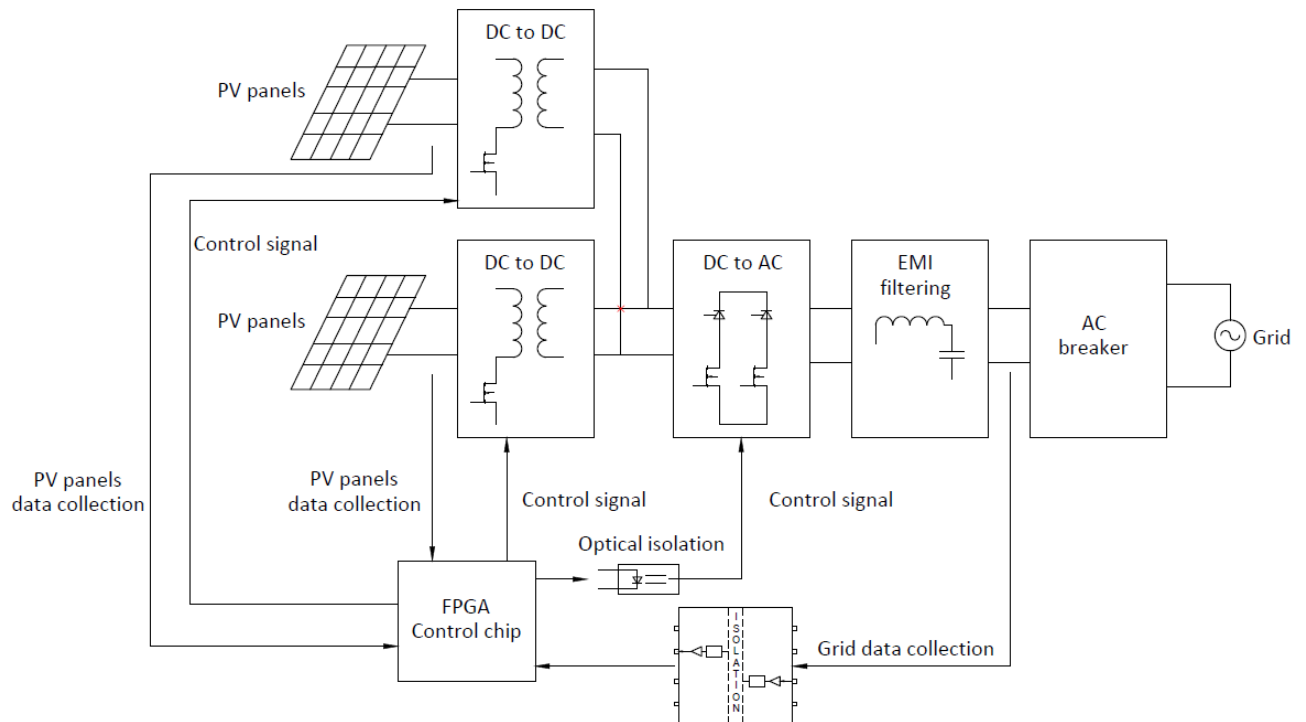 DC to DC
PV panels
Control signal
DC to DC
DC to AC
EMI
filtering
PV panels
AC
breaker
Grid
PV panels
data collection
PV panels
data collection
Control signal
Control signal
Optical isolation
FPGA
Control chip
ISOLATION
Grid data collection